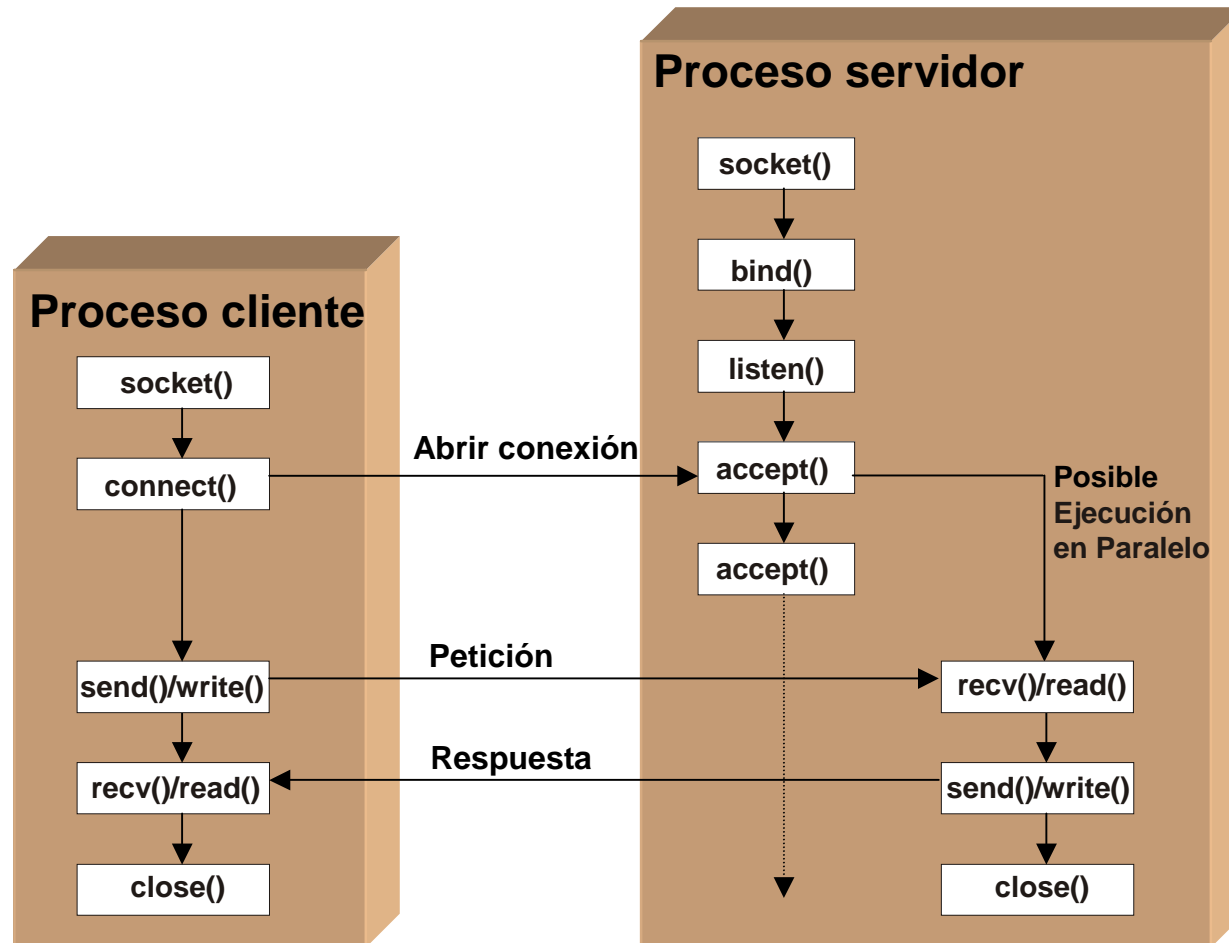 Proceso servidor
socket()
bind()
listen()
Proceso cliente
socket()
connect()
Abrir conexión
accept()
Posible
Ejecución
en Paralelo
accept()
Petición
send()/write()
recv()/read()
Respuesta
recv()/read()
send()/write()
close()
close()